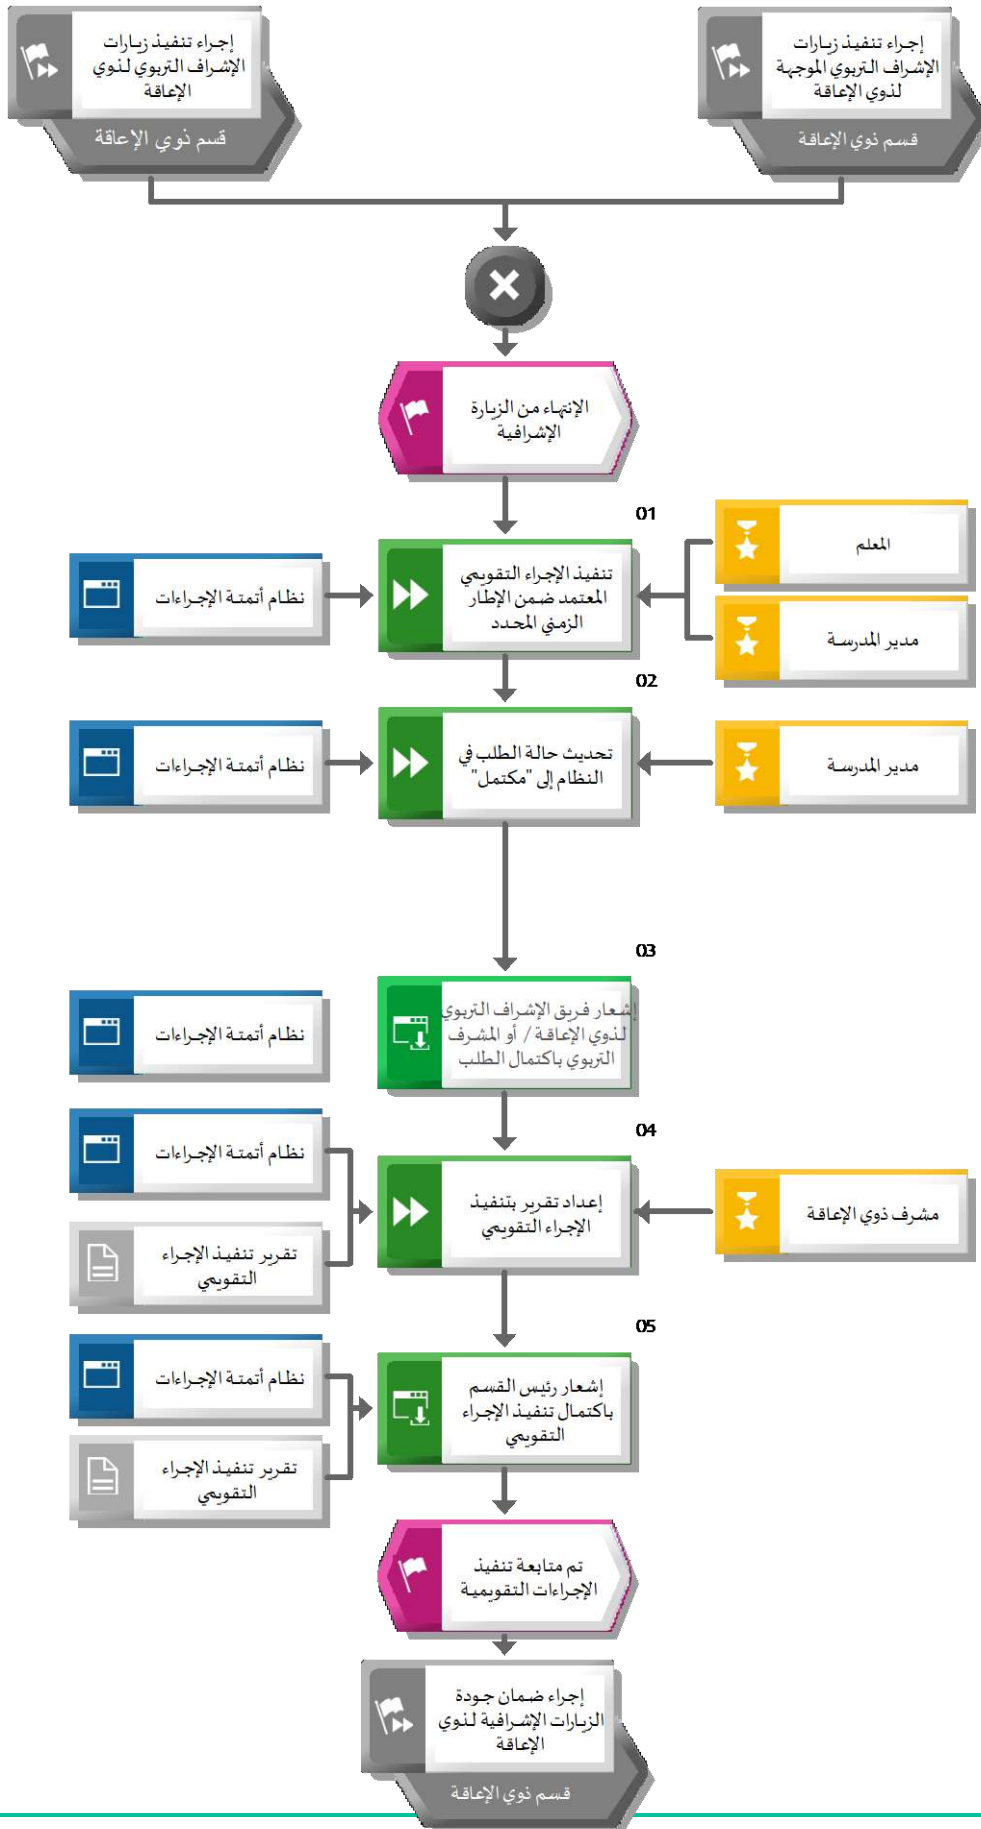 إجراء تنفيذ زيارات
الإشراف التربوي الموجهة
لذوي الإعاقة
قسم ذوي الإعاقة
إجراء تنفيذ زيارات
الإشراف التربوي لذوي
الإعاقة
قسم ذوي الإعاقة
الإنتهاء من الزيارة
الإشرافية
01
المعلم
مدير المدرسة
تنفيذ الإجراء التقويمي
المعتمد ضمن الإطار
الزمني المحدد
نظام أتمتة الإجراءات
02
مدير المدرسة
تحديث حالة الطلب في
النظام إلى "مكتمل"
نظام أتمتة الإجراءات
03
إشعار فريق الإشراف التربوي
لذوي الإعاقة / أو المشرف
التربوي باكتمال الطلب
نظام أتمتة الإجراءات
04
مشرف ذوي الإعاقة
إعداد تقرير بتنفيذ
الإجراء التقويمي
نظام أتمتة الإجراءات
تقرير تنفيذ الإجراء
التقويمي
05
إشعار رئيس القسم
باكتمال تنفيذ الإجراء
التقويمي
نظام أتمتة الإجراءات
تقرير تنفيذ الإجراء
التقويمي
تم متابعة تنفيذ
الإجراءات التقويمية
إجراء ضمان جودة
الزيارات الإشرافية لذوي
الإعاقة
قسم ذوي الإعاقة